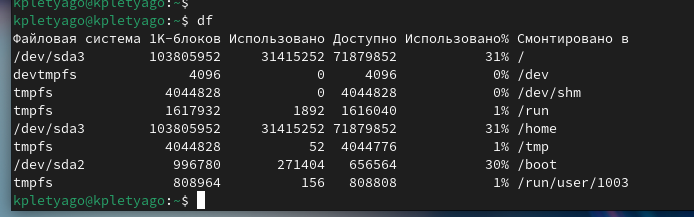 kpletyago@kpletyago:~$
kpletyago@kpletyago:~$ df
Файловая система 1K-блоков Использовано Доступно Использовано% Смонтировано в
/dev/sda3 103805952 31415252 71879852 31% /
devtmpfs 4096 0 4096 0% /dev
tmpfs 4044828 0 4044828 0% /dev/shm
tmpfs 1617932 1892 1616040 1% /run
/dev/sda3 103805952 31415252 71879852 31% /home
tmpfs 4044828 52 4044776 1% /tmp
/dev/sda2 996780 271404 656564 30% /boot
tmpfs 808964 156 808808 1% /run/user/1003
kpletyago@kpletyago:~$